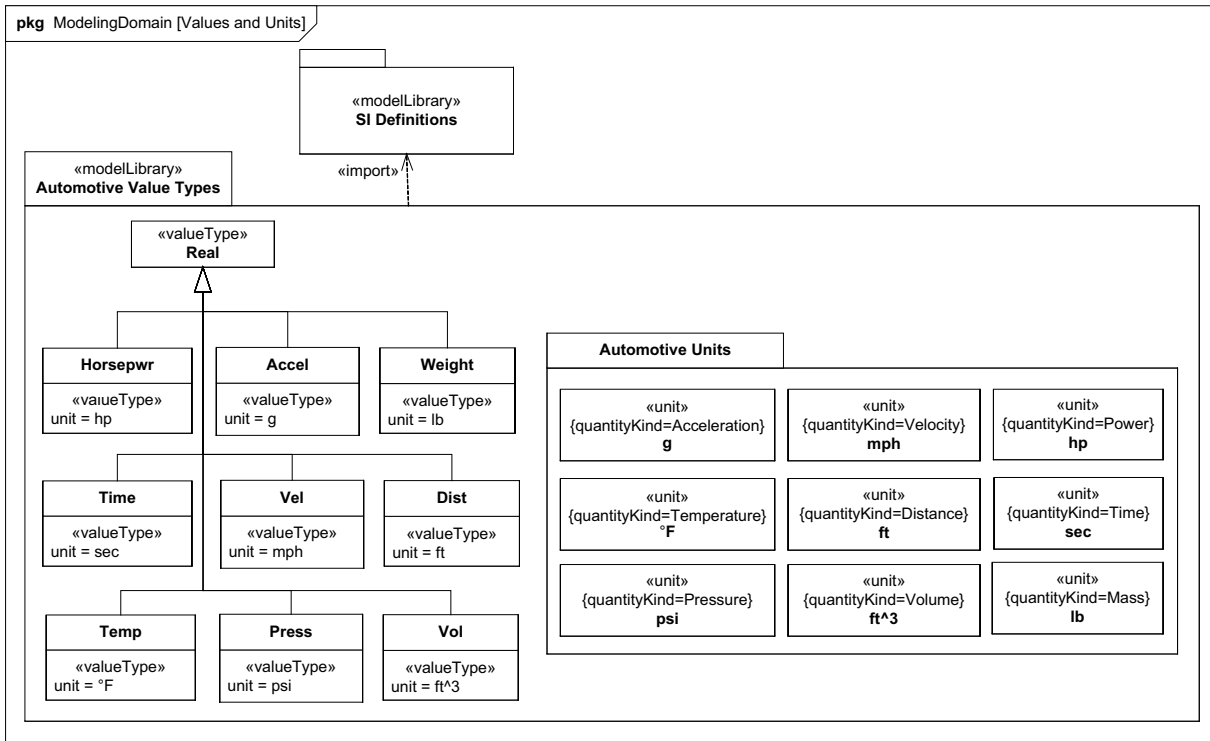 pkg ModelingDomain [Values and Units]
«modelLibrary»
SI Definitions
«import»
«modelLibrary»
Automotive Value Types
«valueType»
Real
Horsepwr
«valueType»
unit = hp
Accel
«valueType»
unit = g
Weight
«valueType»
unit = lb
Time
«valueType»
unit = sec
Vel
«valueType»
unit = mph
Dist
«valueType»
unit = ft
Temp
«valueType»
unit = °F
Press
«valueType»
unit = psi
Vol
«valueType»
unit = ft^3
Automotive Units
«unit»
{quantityKind=Acceleration}
g
«unit»
{quantityKind=Velocity}
mph
«unit»
{quantityKind=Power}
hp
«unit»
{quantityKind=Temperature}
°F
«unit»
{quantityKind=Distance}
ft
«unit»
{quantityKind=Time}
sec
«unit»
{quantityKind=Pressure}
psi
«unit»
{quantityKind=Volume}
ft^3
«unit»
{quantityKind=Mass}
lb